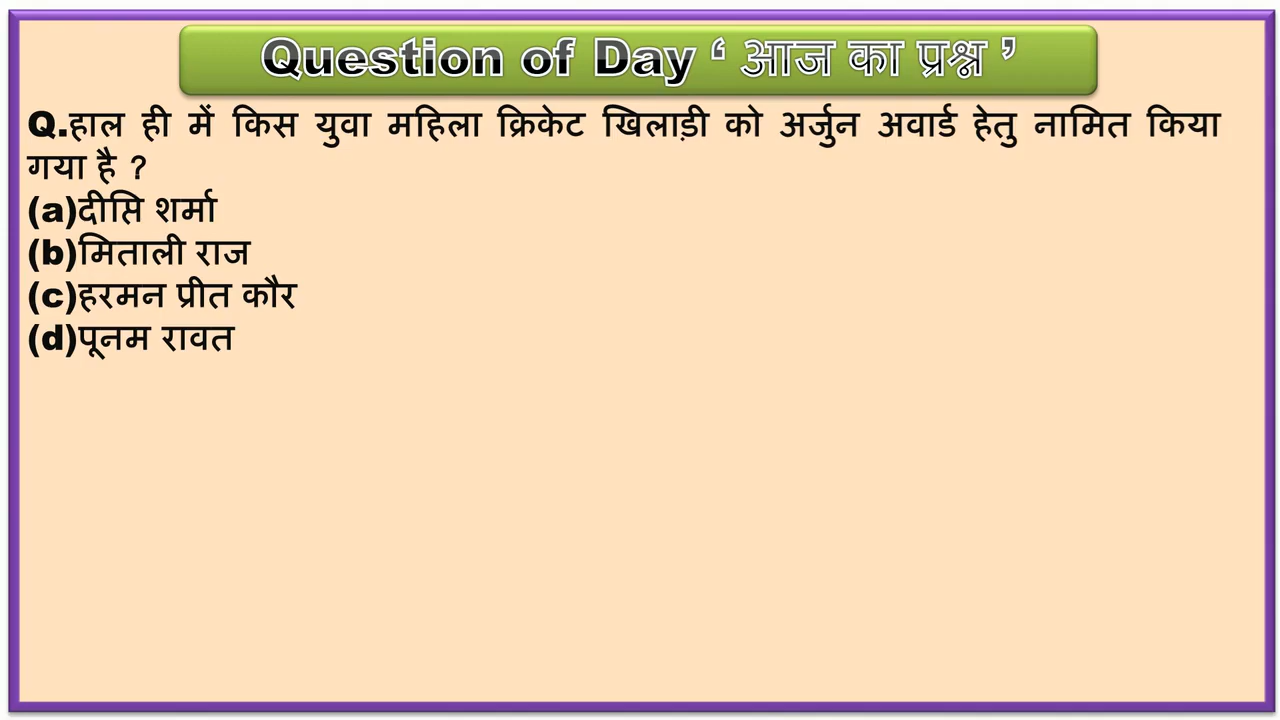 Question of Day ‘ आज का प्रश्न ’
Q.हाल ही में किस युवा महिला क्रिकेट खिलाड़ी को अर्जुन अवार्ड हेतु नामित किया
गया है ?
(a)दीप्ति शर्मा
(b)मिताली राज
(c)हरमन प्रीत कौर
(d)पूनम रावत